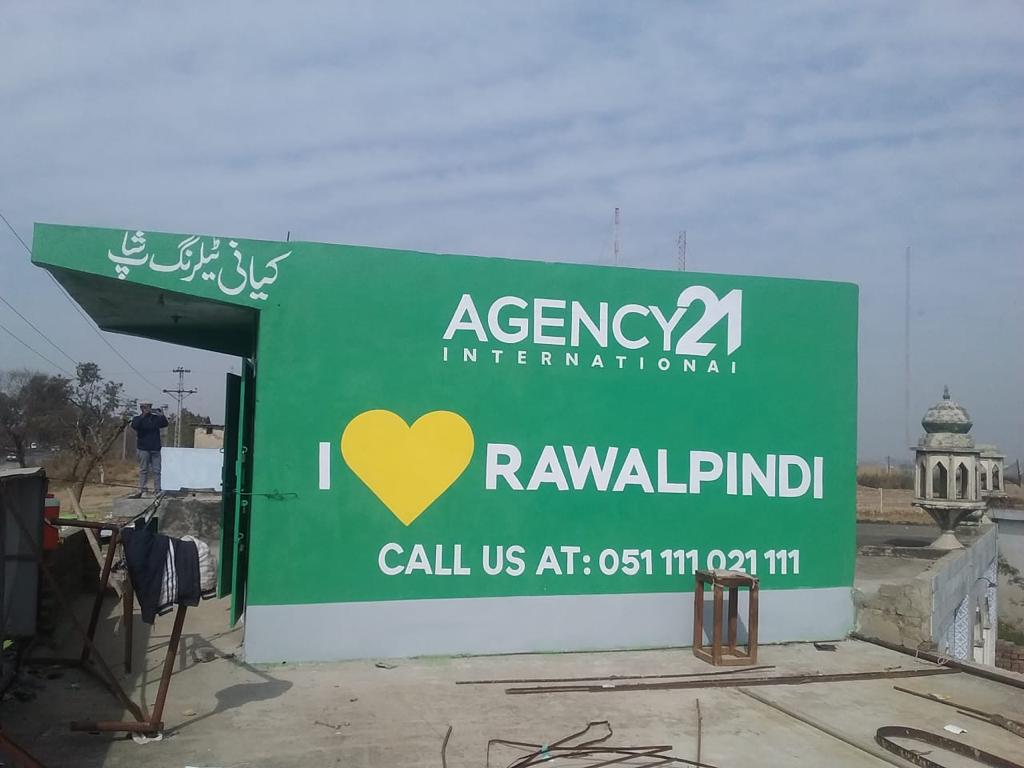 کیانی ٹیلرنگ شاپ
AGENCY21
INTERNATIONAI
I RAWALPINDI
CALL US AT: 051 111 021 111